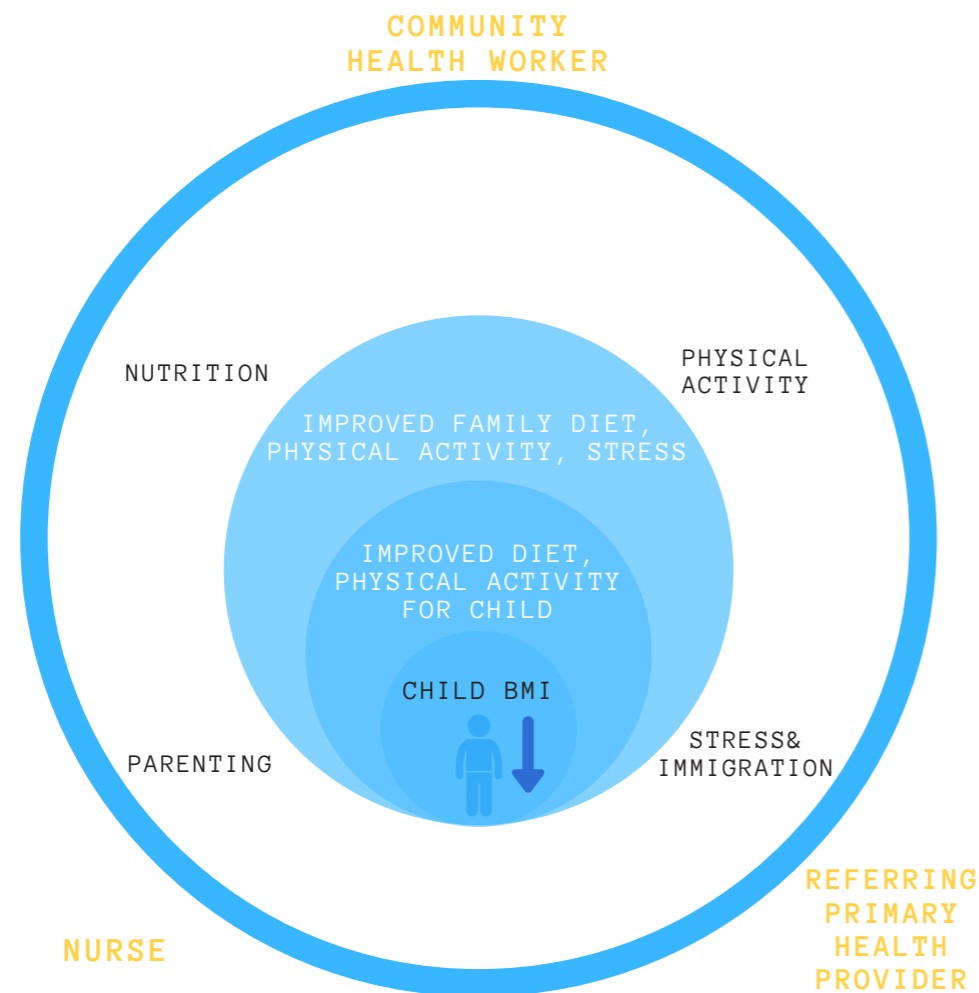 COMMUNITY
HEALTH WORKER
NUTRITION
PHYSICAL
ACTIVITY
IMPROVED FAMILY DIET,
PHYSICAL ACTIVITY, STRESS
IMPROVED DIET,
PHYSICAL ACTIVITY
FOR CHILD
CHILD BMI
PARENTING
STRESS&
IMMIGRATION
NURSE
REFERRING
PRIMARY
HEALTH
PROVIDER